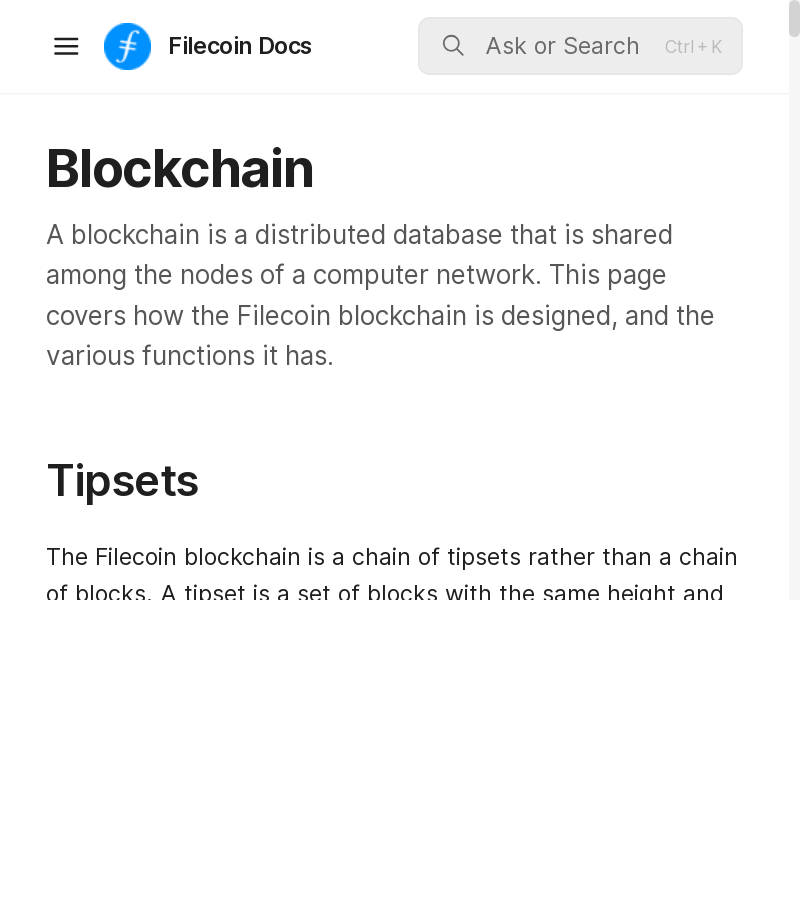 Filecoin Docs
Ask or Search
Ctrl + K
Blockchain
A blockchain is a distributed database that is shared
among the nodes of a computer network. This page
covers how the Filecoin blockchain is designed, and the
various functions it has.
Tipsets
The Filecoin blockchain is a chain of tipsets rather than a chain
of blocks. A tipset is a set of blocks with the same height and